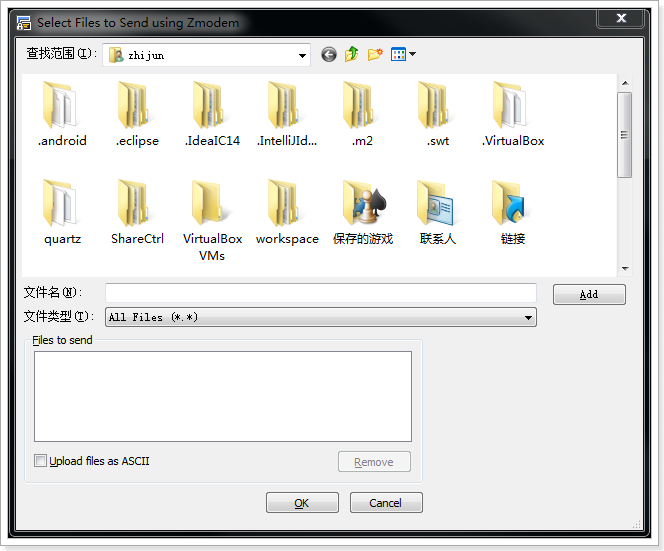 Select Files to Send using Zmodem
查找范围(I):
zhijun
.android
.eclipse
.IdeaIC14
.IntelliJId...
.m2
.swt
.VirtualBox
quartz
ShareCtrl
VirtualBox
VMs
workspace
保存的游戏
联系人
链接
文件名(N):
Add
文件类型(T):
All Files (*.*)
Files to send
Upload files as ASCII
Remove
OK
Cancel